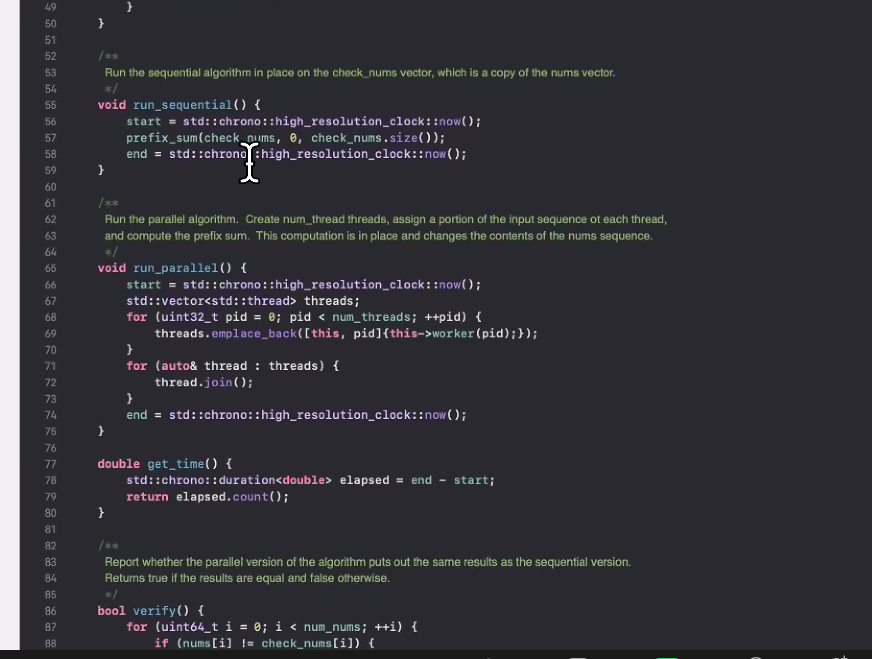 49 }
50 }
51
52 /**
53 Run the sequential algorithm in place on the check_nums vector, which is a copy of the nums vector.
54 */
55 void run_sequential() {
56 start = std::chrono::high_resolution_clock::now();
57 prefix_sum(check_nums, 0, check_nums.size());
58 end = std::chrono::high_resolution_clock::now();
59 }
60
61 /**
62 Run the parallel algorithm. Create num_thread threads, assign a portion of the input sequence ot each thread,
63 and compute the prefix sum. This computation is in place and changes the contents of the nums sequence.
64 */
65 void run_parallel() {
66 start = std::chrono::high_resolution_clock::now();
67 std::vector<std::thread> threads;
68 for (uint32_t pid = 0; pid < num_threads; ++pid) {
69 threads.emplace_back([this, pid]{this->worker(pid);});
70 }
71 for (auto& thread : threads) {
72 thread.join();
73 }
74 end = std::chrono::high_resolution_clock::now();
75 }
76
77 double get_time() {
78 std::chrono::duration<double> elapsed = end - start;
79 return elapsed.count();
80 }
81
82 /**
83 Report whether the parallel version of the algorithm puts out the same results as the sequential version.
84 Returns true if the results are equal and false otherwise.
85 */
86 bool verify() {
87 for (uint64_t i = 0; i < num_nums; ++i) {
88 if (nums[i] != check_nums[i]) {